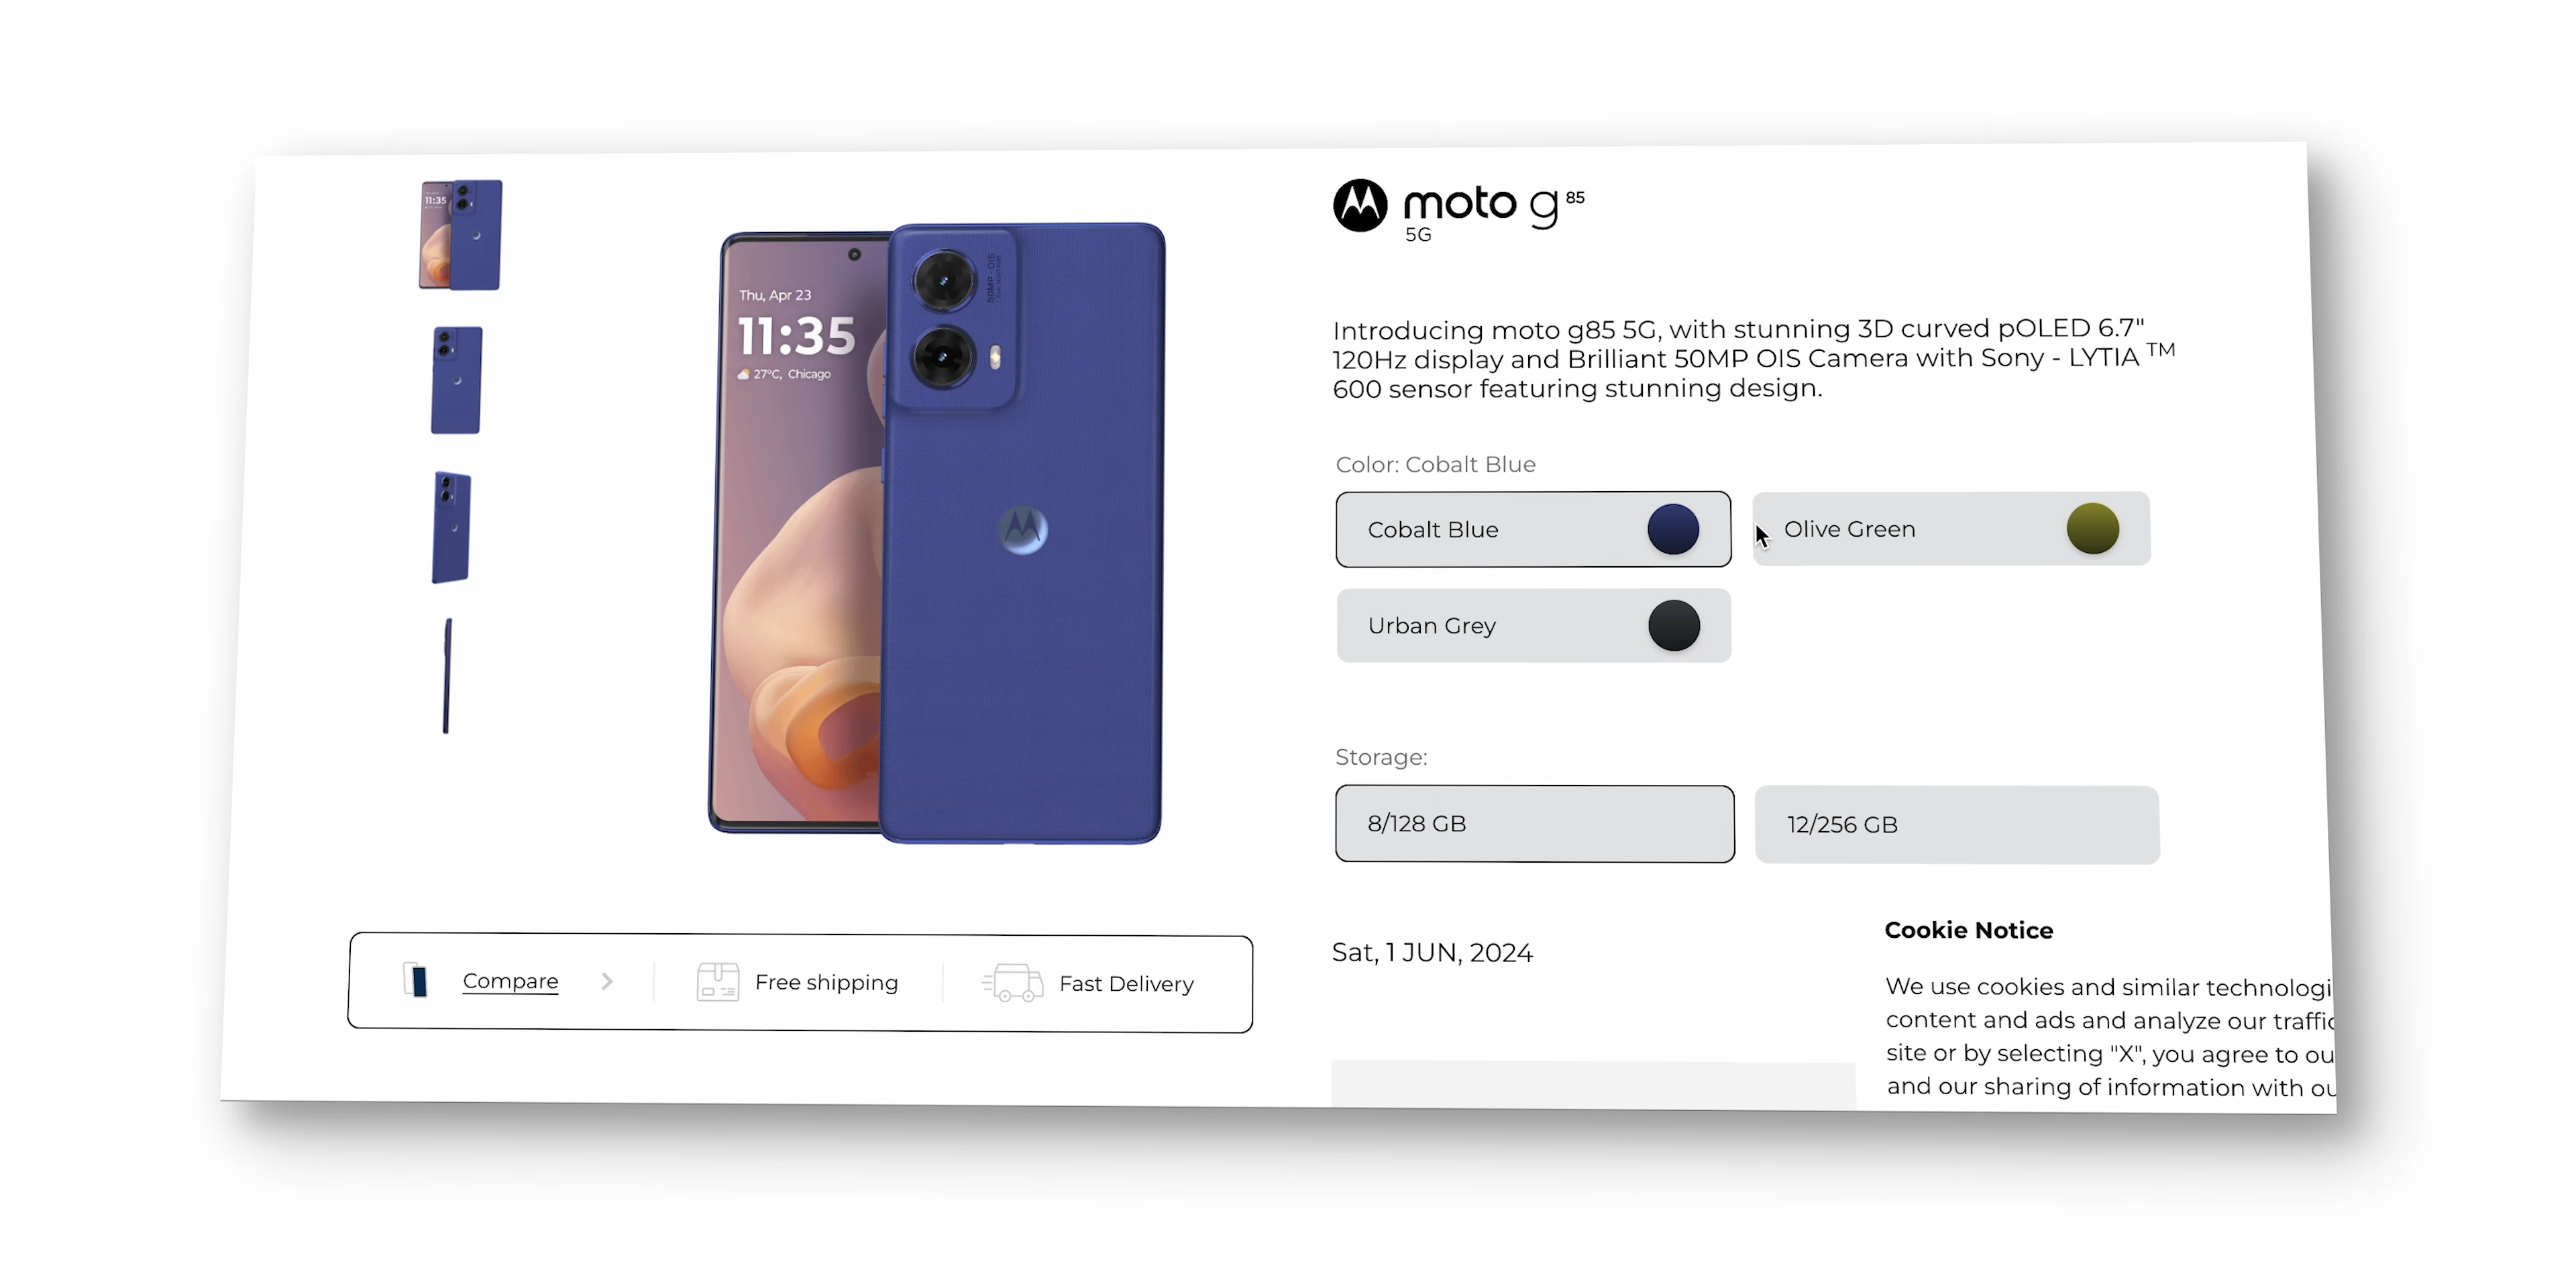 11:35
Thu, Apr 23
11:35
27°C, Chicago
50MP - OIS
moto g 85
5G
Introducing moto g85 5G, with stunning 3D curved pOLED 6.7"
120Hz display and Brilliant 50MP OIS Camera with Sony - LYTIA TM
600 sensor featuring stunning design.
Color: Cobalt Blue
Cobalt Blue
Olive Green
Urban Grey
Storage:
8/128 GB
12/256 GB
Compare
Free shipping
Fast Delivery
Sat, 1 JUN, 2024
Cookie Notice
We use cookies and similar technologi
content and ads and analyze our traffic
site or by selecting "X", you agree to ou
and our sharing of information with ou